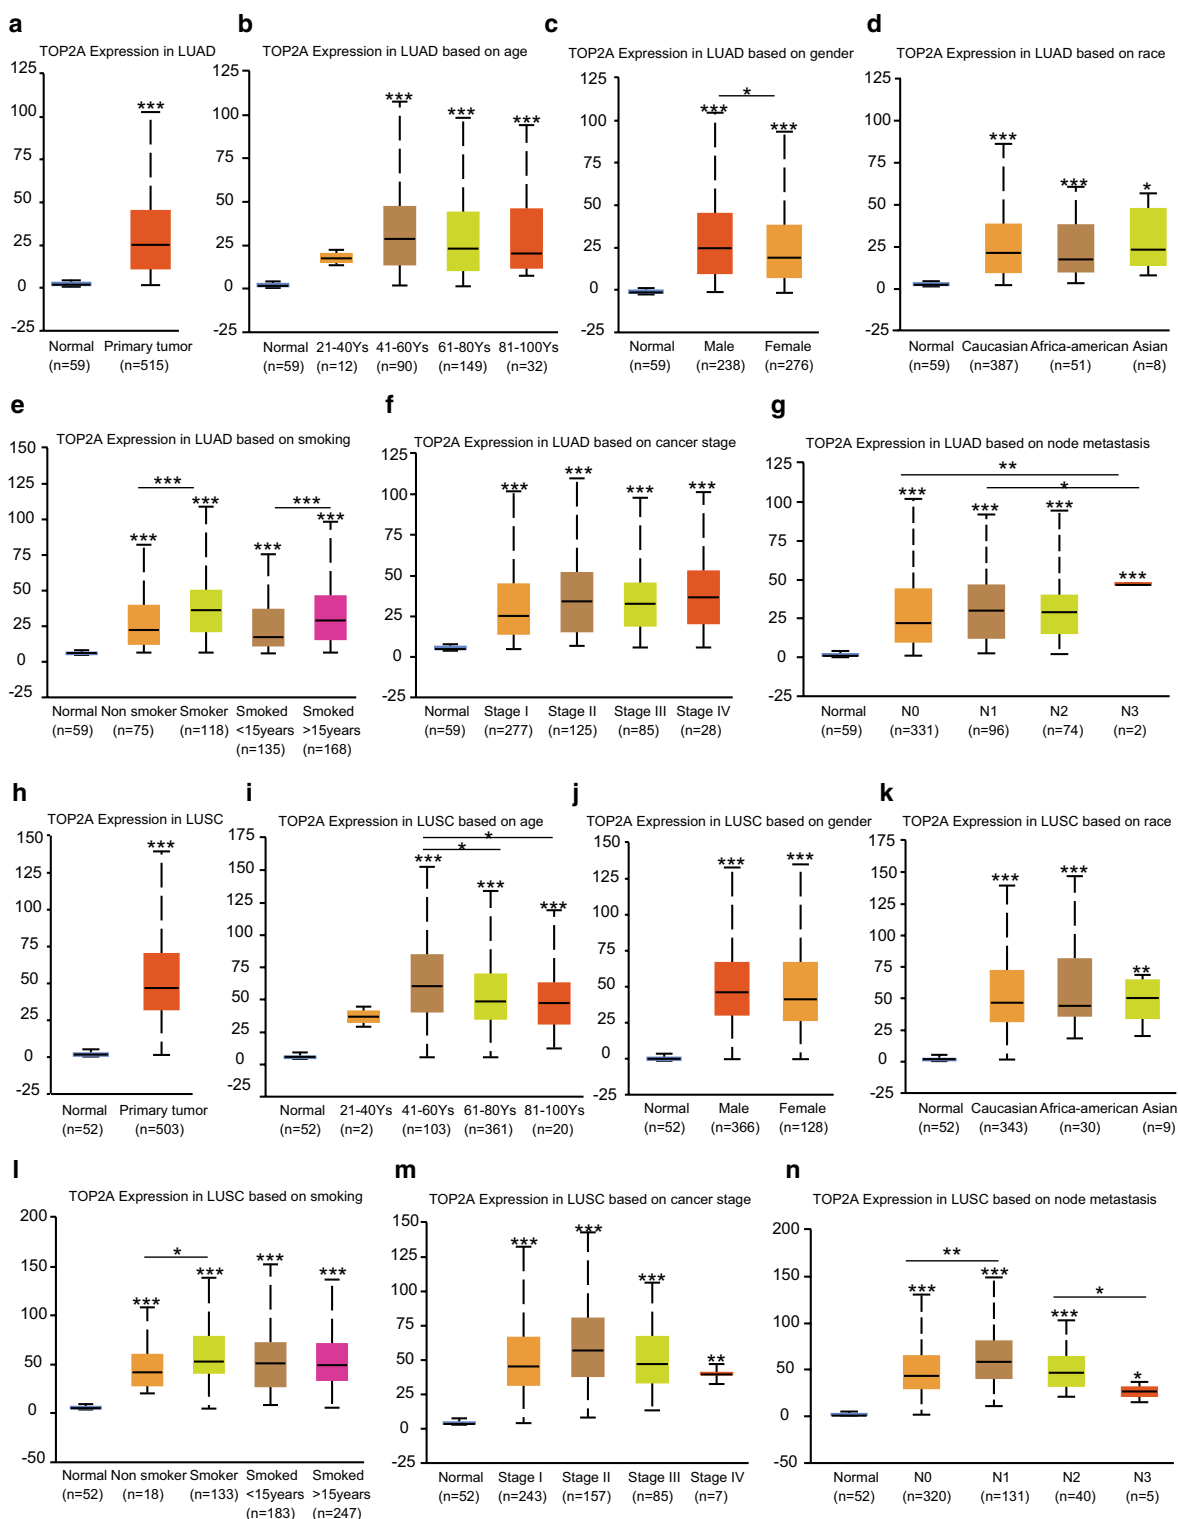 a
TOP2A Expression in LUAD
125
100
75
50
25
0
-25
***
Normal Primary tumor
(n=59) (n=515)
b
TOP2A Expression in LUAD based on age
125
100
75
50
25
0
-25
*** *** ***
Normal 21-40Ys 41-60Ys 61-80Ys 81-100Ys
(n=59) (n=12) (n=90) (n=149) (n=32)
c
TOP2A Expression in LUAD based on gender
125
100
75
50
25
0
-25
*
*** ***
Normal Male Female
(n=59) (n=238) (n=276)
d
TOP2A Expression in LUAD based on race
125
100
75
50
25
0
-25
*** *** *
Normal Caucasian Africa-american Asian
(n=59) (n=387) (n=51) (n=8)
e
TOP2A Expression in LUAD based on smoking
150
125
100
75
50
25
0
-25
*** ***
*** *** *** ***
Normal Non smoker Smoker Smoked Smoked
(n=59) (n=75) (n=118) <15years >15years
(n=135) (n=168)
f
TOP2A Expression in LUAD based on cancer stage
125
100
75
50
25
0
-25
*** *** *** ***
Normal Stage I Stage II Stage III Stage IV
(n=59) (n=277) (n=125) (n=85) (n=28)
g
TOP2A Expression in LUAD based on node metastasis
125
100
75
50
25
0
-25
**
*
*** *** *** ***
Normal N0 N1 N2 N3
(n=59) (n=331) (n=96) (n=74) (n=2)
h
TOP2A Expression in LUSC
150
125
100
75
50
25
0
-25
***
Normal Primary tumor
(n=52) (n=503)
i
TOP2A Expression in LUSC based on age
175
150
125
100
75
50
25
0
-25
*
*
*** *** ***
Normal 21-40Ys 41-60Ys 61-80Ys 81-100Ys
(n=52) (n=2) (n=103) (n=361) (n=20)
j
TOP2A Expression in LUSC based on gender
150
125
100
75
50
25
0
-25
*** ***
Normal Male Female
(n=52) (n=366) (n=128)
k
TOP2A Expression in LUSC based on race
175
150
125
100
75
50
25
0
-25
*** *** **
Normal Caucasian Africa-american Asian
(n=52) (n=343) (n=30) (n=9)
l
TOP2A Expression in LUSC based on smoking
200
150
100
50
0
-50
*
*** *** *** ***
Normal Non smoker Smoker Smoked Smoked
(n=52) (n=18) (n=133) <15years >15years
(n=183) (n=247)
m
TOP2A Expression in LUSC based on cancer stage
150
125
100
75
50
25
0
-25
*** *** *** **
Normal Stage I Stage II Stage III Stage IV
(n=52) (n=243) (n=157) (n=85) (n=7)
n
TOP2A Expression in LUSC based on node metastasis
200
150
100
50
0
-50
** *
*** *** *** *
Normal N0 N1 N2 N3
(n=52) (n=320) (n=131) (n=40) (n=5)